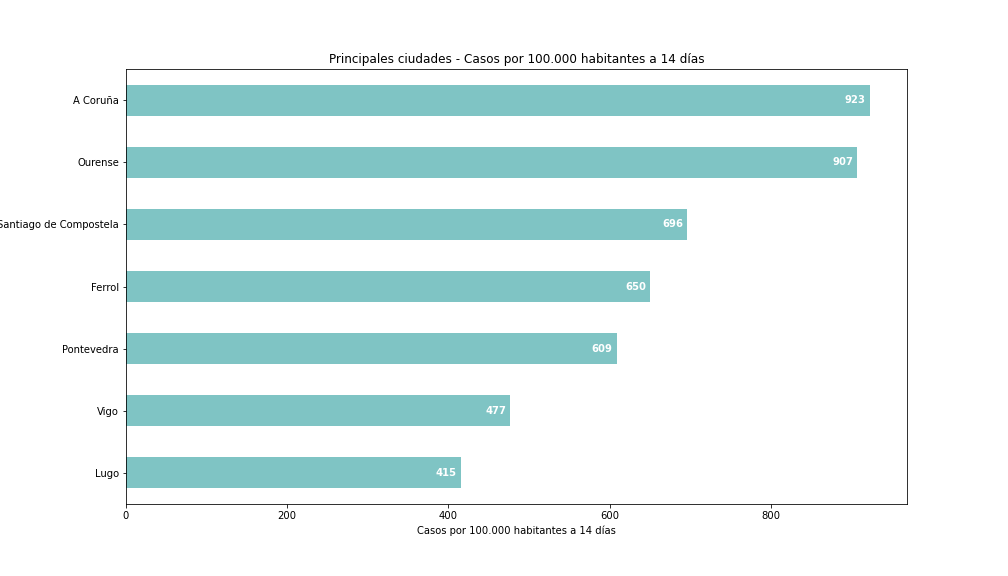 Principales ciudades - Casos por 100.000 habitantes a 14 días
A Coruña 923
Ourense 907
Santiago de Compostela 696
Ferrol 650
Pontevedra 609
Vigo 477
Lugo 415
0 200 400 600 800
Casos por 100.000 habitantes a 14 días